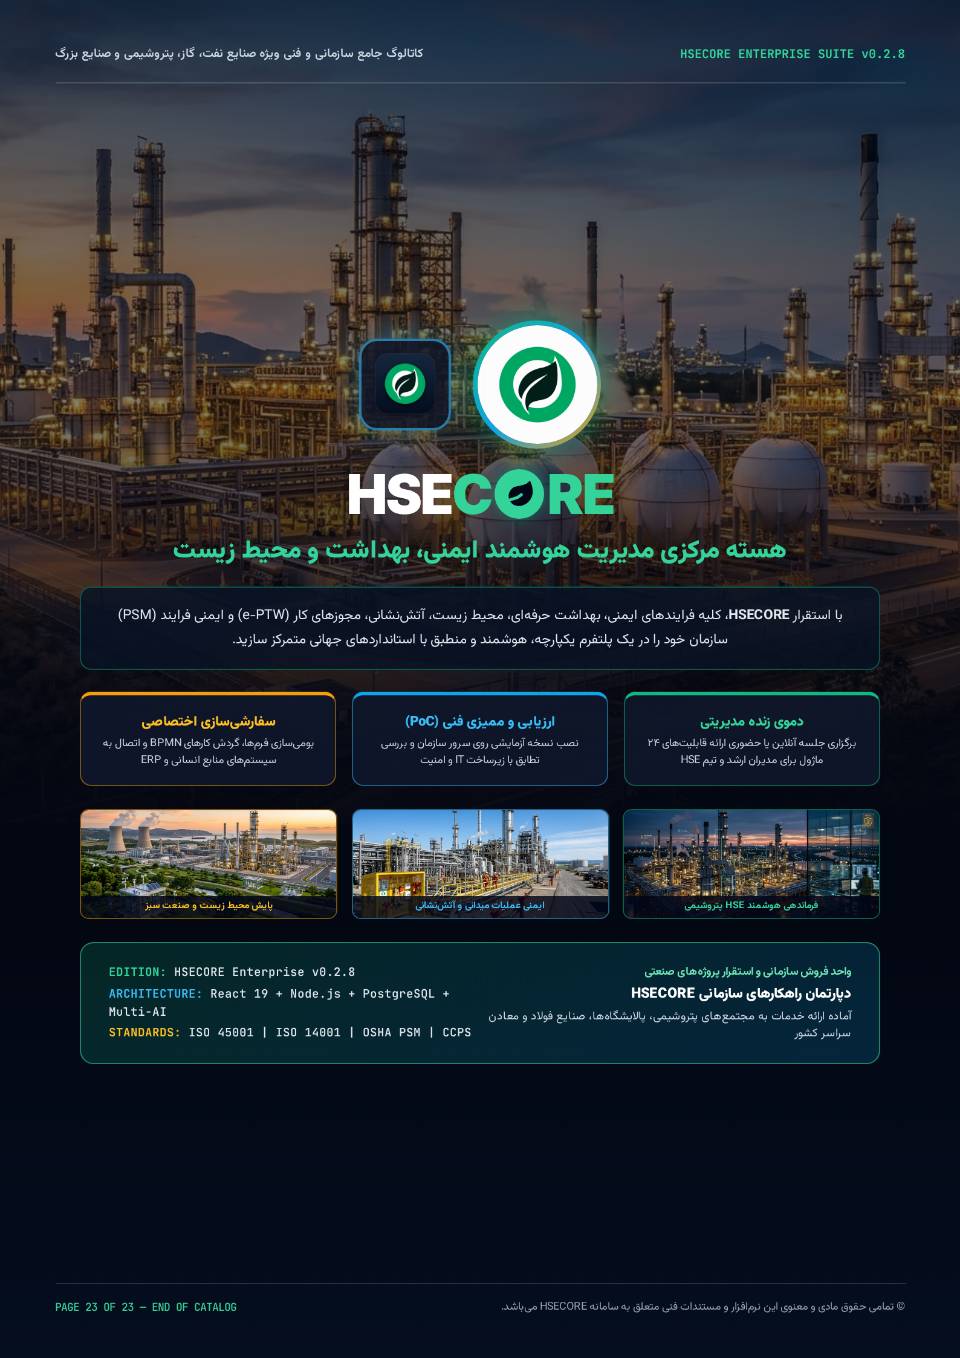 HSECORE ENTERPRISE SUITE v0.2.8
کاتالوگ جامع سازمانی و فنی ویژه صنایع نفت، گاز، پتروشیمی و صنایع بزرگ
HSECORE
هسته مرکزی مدیریت هوشمند ایمنی، بهداشت و محیط زیست
با استقرار HSECORE، کلیه فرایندهای ایمنی، بهداشت حرفه‌ای، محیط زیست، آتش‌نشانی، مجوزهای کار (e-PTW) و ایمنی فرایند (PSM)
سازمان خود را در یک پلتفرم یکپارچه، هوشمند و منطبق با استانداردهای جهانی متمرکز سازید.
دموی زنده مدیریتی
برگزاری جلسه آنلاین یا حضوری ارائه قابلیت‌های ۲۴
ماژول برای مدیران ارشد و تیم HSE
ارزیابی و ممیزی فنی (PoC)
نصب نسخه آزمایشی روی سرور سازمان و بررسی
تطابق با زیرساخت IT و امنیت
سفارشی‌سازی اختصاصی
بومی‌سازی فرم‌ها، گردش کارهای BPMN و اتصال به
سیستم‌های منابع انسانی و ERP
فرماندهی هوشمند HSE پتروشیمی
ایمنی عملیات میدانی و آتش‌نشانی
پایش محیط زیست و صنعت سبز
واحد فروش سازمانی و استقرار پروژه‌های صنعتی
دپارتمان راهکارهای سازمانی HSECORE
آماده ارائه خدمات به مجتمع‌های پتروشیمی، پالایشگاه‌ها، صنایع فولاد و معادن
سراسر کشور
EDITION: HSECORE Enterprise v0.2.8
ARCHITECTURE: React 19 + Node.js + PostgreSQL +
Multi-AI
STANDARDS: ISO 45001 | ISO 14001 | OSHA PSM | CCPS
© تمامی حقوق مادی و معنوی این نرم‌افزار و مستندات فنی متعلق به سامانه HSECORE می‌باشد.
PAGE 23 OF 23 — END OF CATALOG